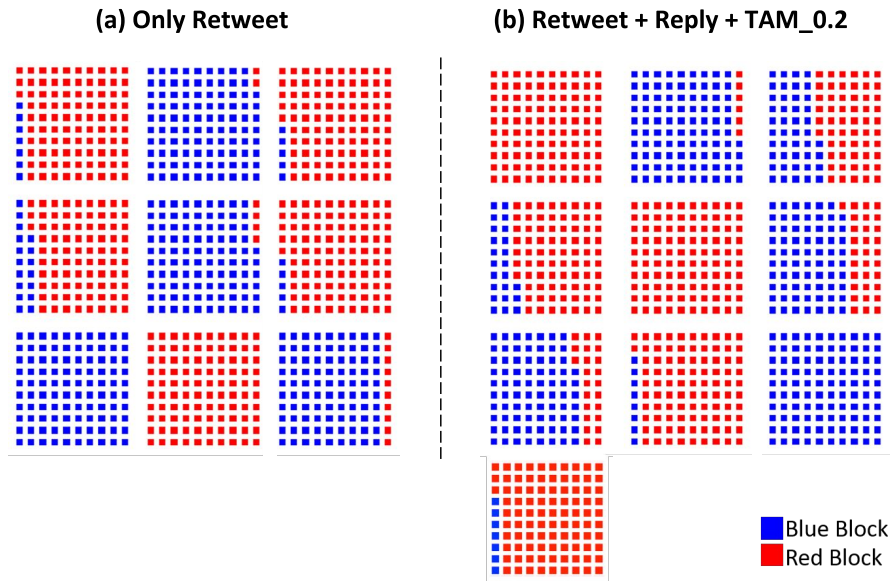 (a) Only Retweet
(b) Retweet + Reply + TAM_0.2
Blue Block
Red Block